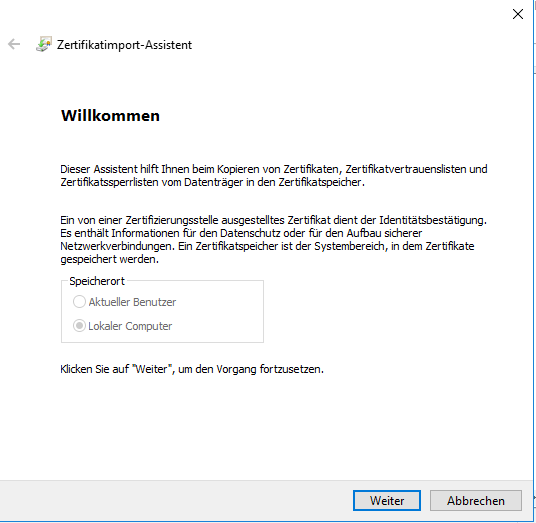 Zertifikatimport-Assistent
Willkommen
Dieser Assistent hilft Ihnen beim Kopieren von Zertifikaten, Zertifikatvertrauenslisten und
Zertifikatssperrlisten vom Datenträger in den Zertifikatspeicher.
Ein von einer Zertifizierungsstelle ausgestelltes Zertifikat dient der Identitätsbestätigung.
Es enthält Informationen für den Datenschutz oder für den Aufbau sicherer
Netzwerkverbindungen. Ein Zertifikatspeicher ist der Systembereich, in dem Zertifikate
gespeichert werden.
Speicherort
Aktueller Benutzer
Lokaler Computer
Klicken Sie auf "Weiter", um den Vorgang fortzusetzen.
Weiter
Abbrechen